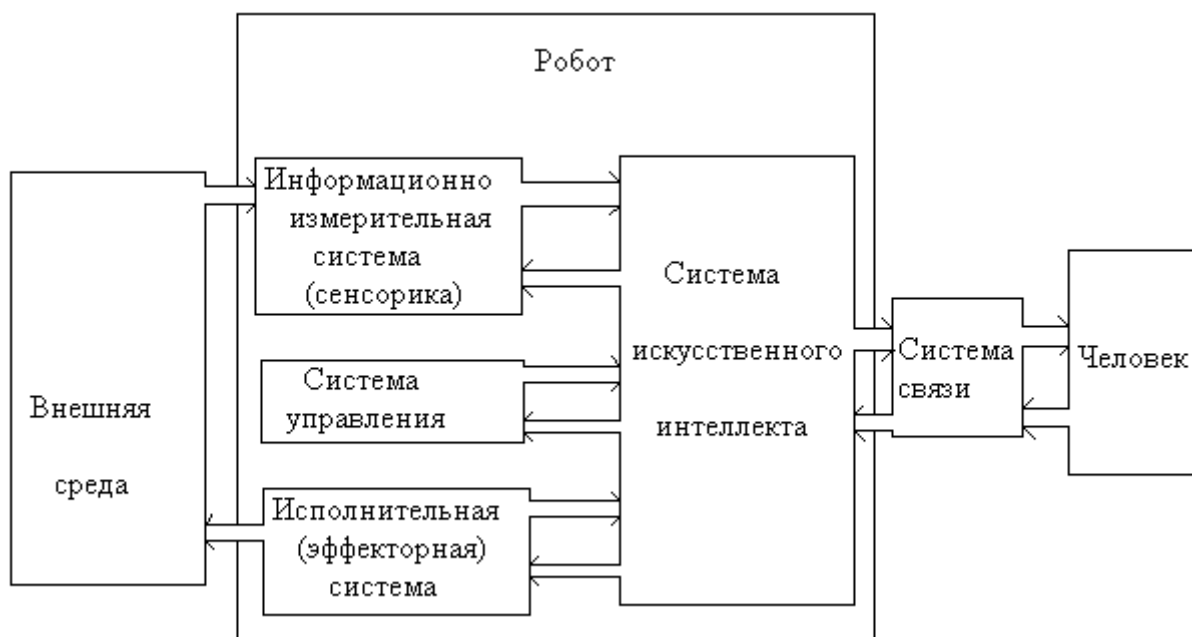 Робот
Внешняя
среда
Информационно
измерительная
система
(сенсорика)
Система
управления
Исполнительная
(эффекторная)
система
Система
искусственного
интеллекта
Система
связи
Человек